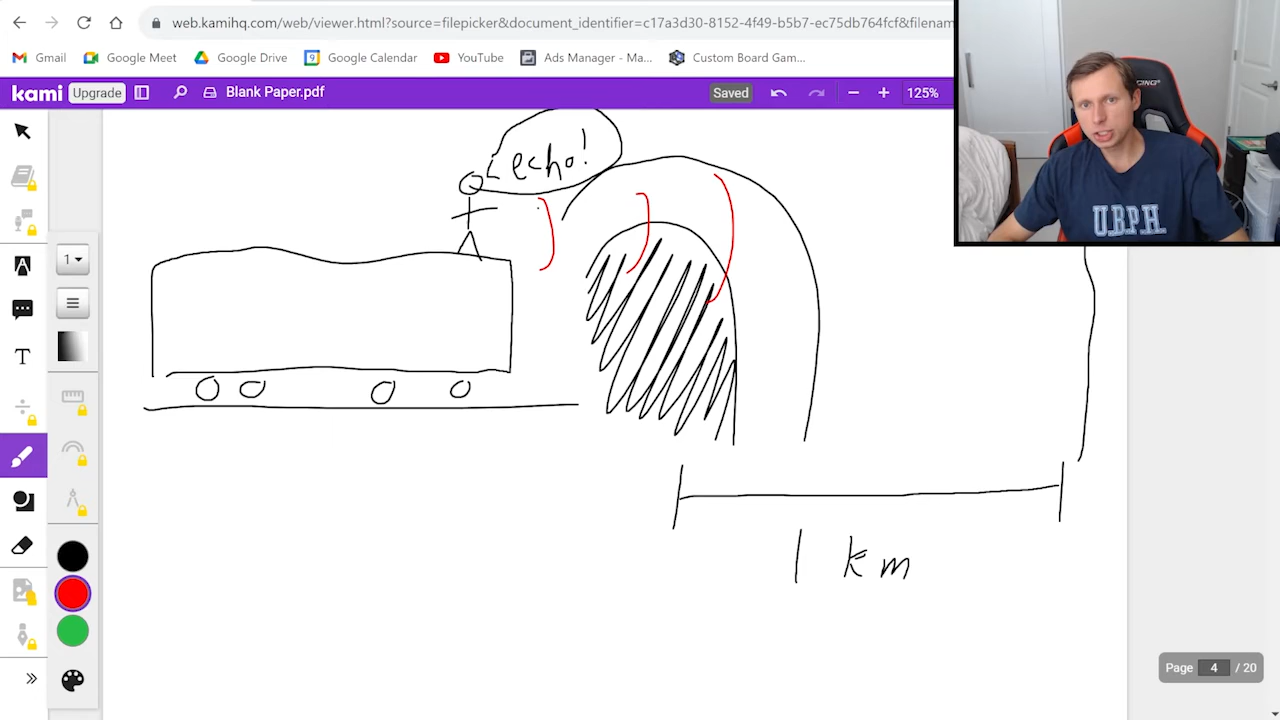 web.kamihq.com/web/viewer.html?source=filepicker&document_identifier=c17a3d30-8152-4f49-b5b7-ec75db764fcf&filenam
Gmail Google Meet Google Drive Google Calendar YouTube Ads Manager - Ma... Custom Board Gam...
kami Upgrade Blank Paper.pdf Saved 125%
echo!
U.B.P.H.
1
T
1 km
Page 4 / 20